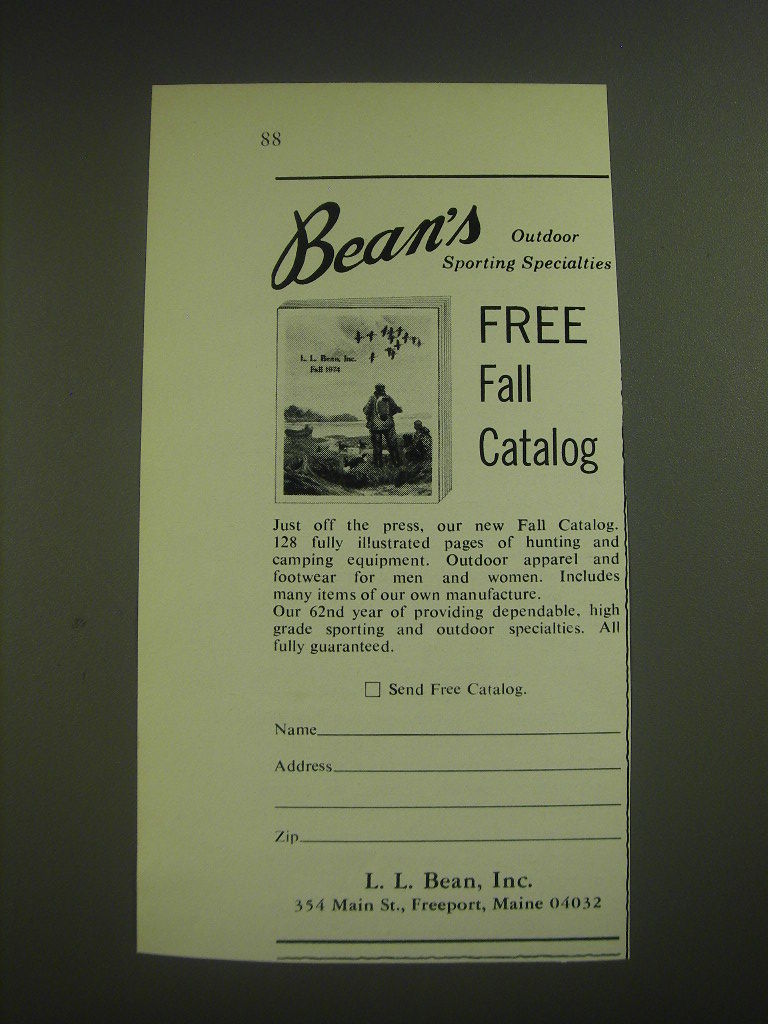 88
Bean's Outdoor
Sporting Specialties
L. L. Bean, Inc.
Fall 1974
FREE
Fall
Catalog
Just off the press, our new Fall Catalog.
128 fully illustrated pages of hunting and
camping equipment. Outdoor apparel and
footwear for men and women. Includes
many items of our own manufacture.
Our 62nd year of providing dependable, high
grade sporting and outdoor specialties. All
fully guaranteed.
☐ Send Free Catalog.
Name
Address
Zip
L. L. Bean, Inc.
354 Main St., Freeport, Maine 04032